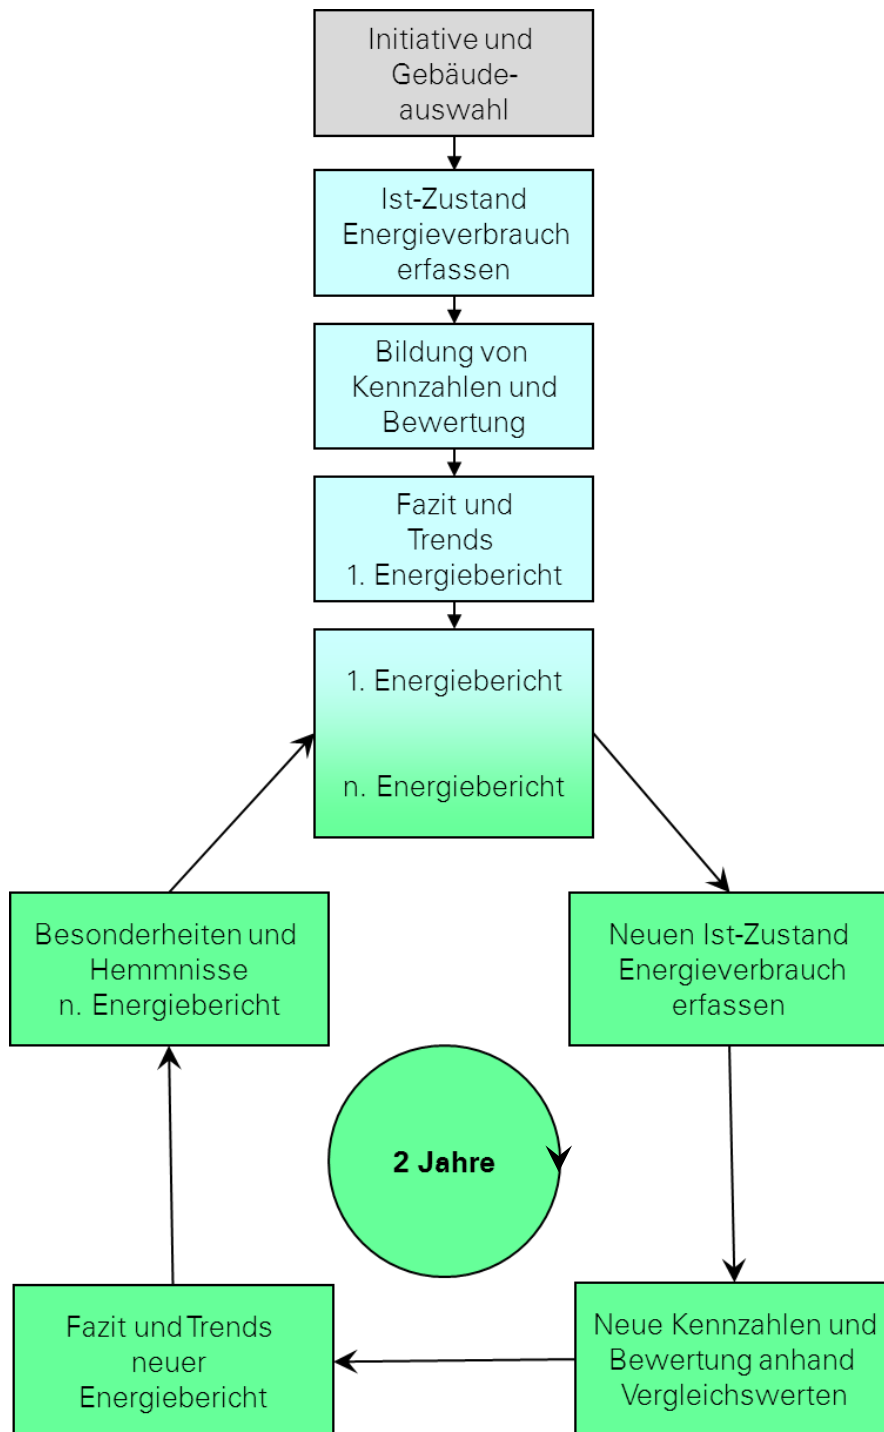 Initiative und
Gebäude-
auswahl
Ist-Zustand
Energieverbrauch
erfassen
Bildung von
Kennzahlen und
Bewertung
Fazit und
Trends
1. Energiebericht
1. Energiebericht
n. Energiebericht
Besonderheiten und
Hemmnisse
n. Energiebericht
Neuen Ist-Zustand
Energieverbrauch
erfassen
2 Jahre
Fazit und Trends
neuer
Energiebericht
Neue Kennzahlen und
Bewertung anhand
Vergleichswerten